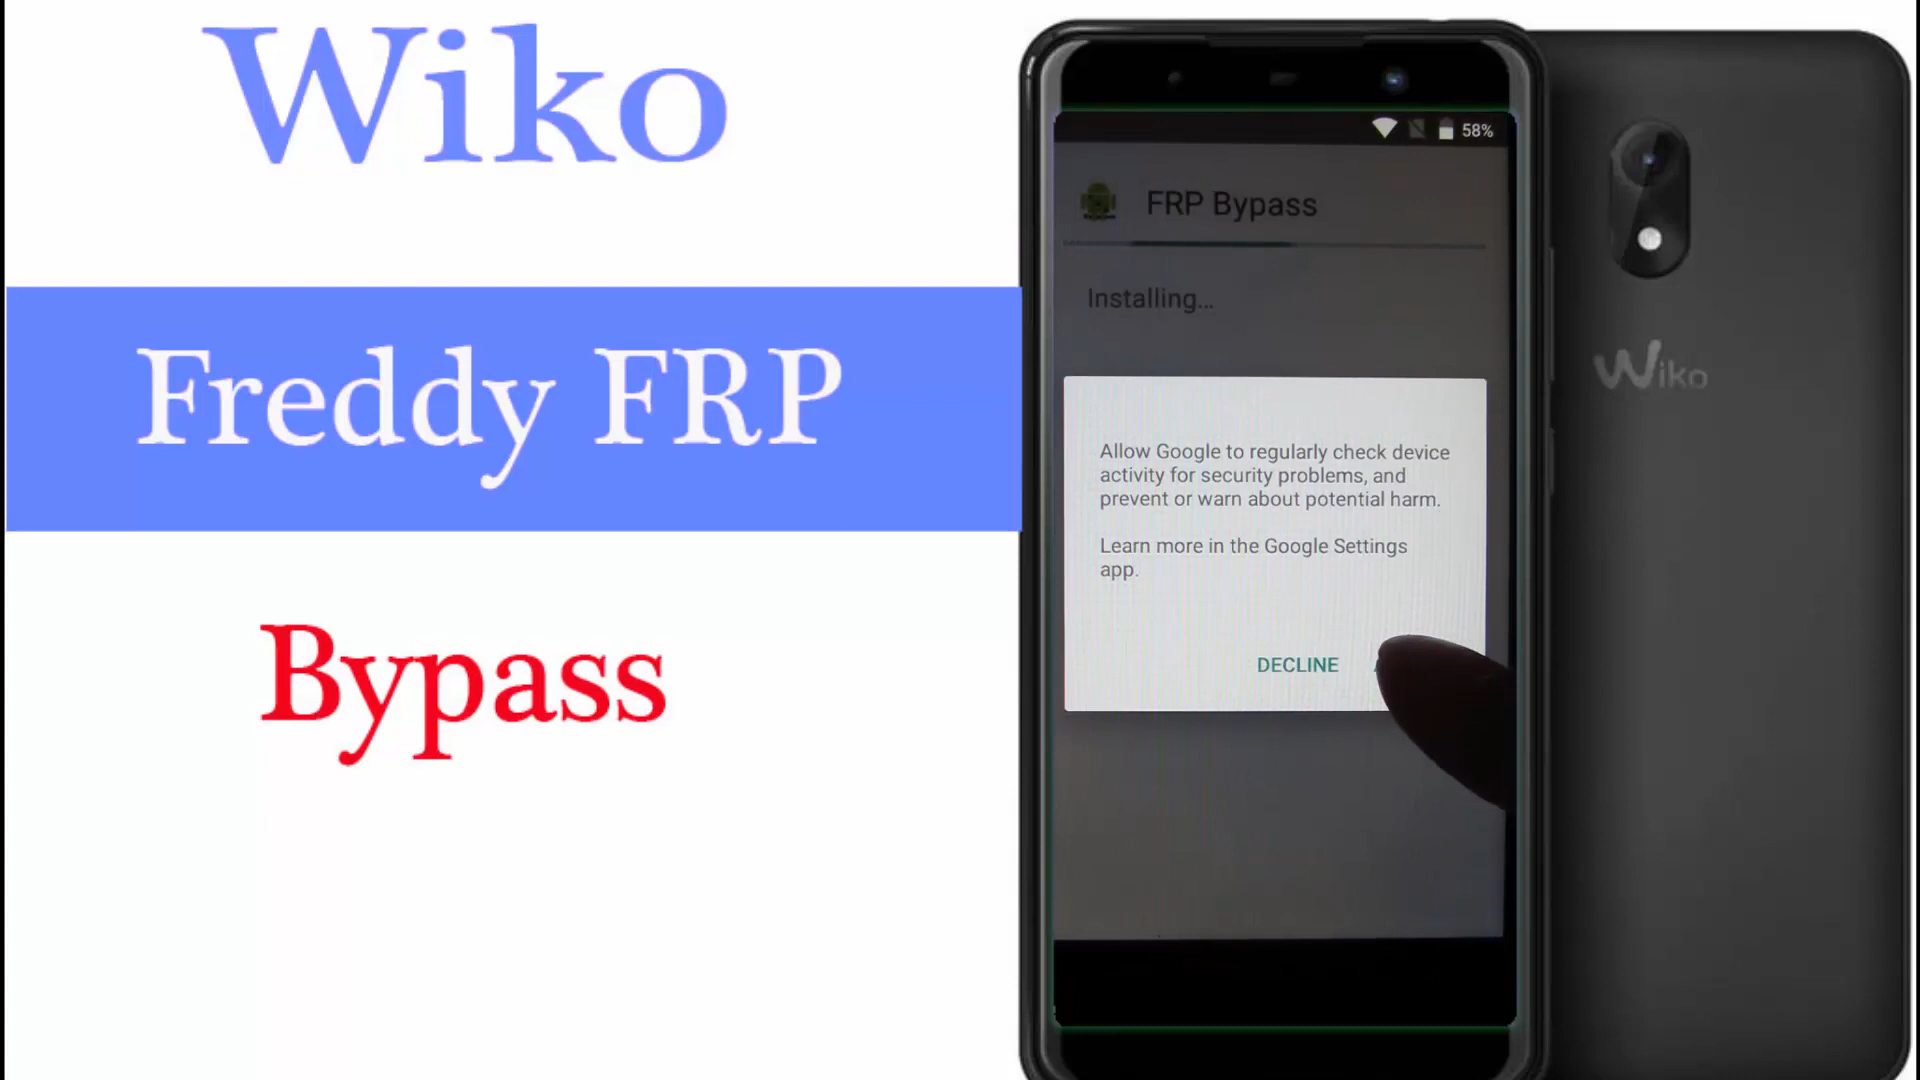 Wiko
Freddy FRP
Bypass
58%
FRP Bypass
Installing...
Allow Google to regularly check device
activity for security problems, and
prevent or warn about potential harm.
Learn more in the Google Settings
app.
DECLINE
Wiko